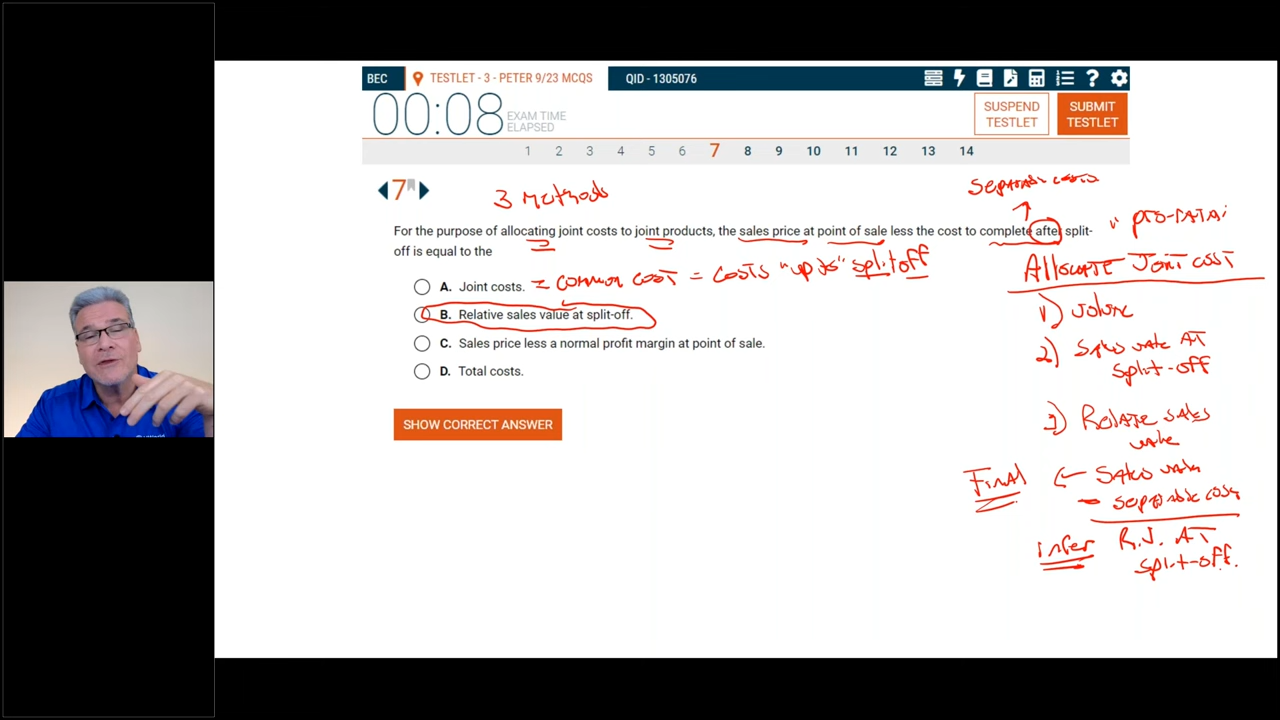 BEC TESTLET - 3 - PETER 9/23 MCQS QID - 1305076
00:08 EXAM TIME ELAPSED
SUSPEND TESTLET
SUBMIT TESTLET
1 2 3 4 5 6 7 8 9 10 11 12 13 14
7
3 Methods
For the purpose of allocating joint costs to joint products, the sales price at point of sale less the cost to complete after split-
off is equal to the
A. Joint costs.
= common cost = costs "up to" split off
B. Relative sales value at split-off.
C. Sales price less a normal profit margin at point of sale.
D. Total costs.
SHOW CORRECT ANSWER
Separable costs
"pro-rata"
Allocate Joint Cost
1) Volume
2) Sales value AT
split-off
3) Relative sales
value
Final ← Sales value
- separable costs
Infer R.V. AT
split-off.